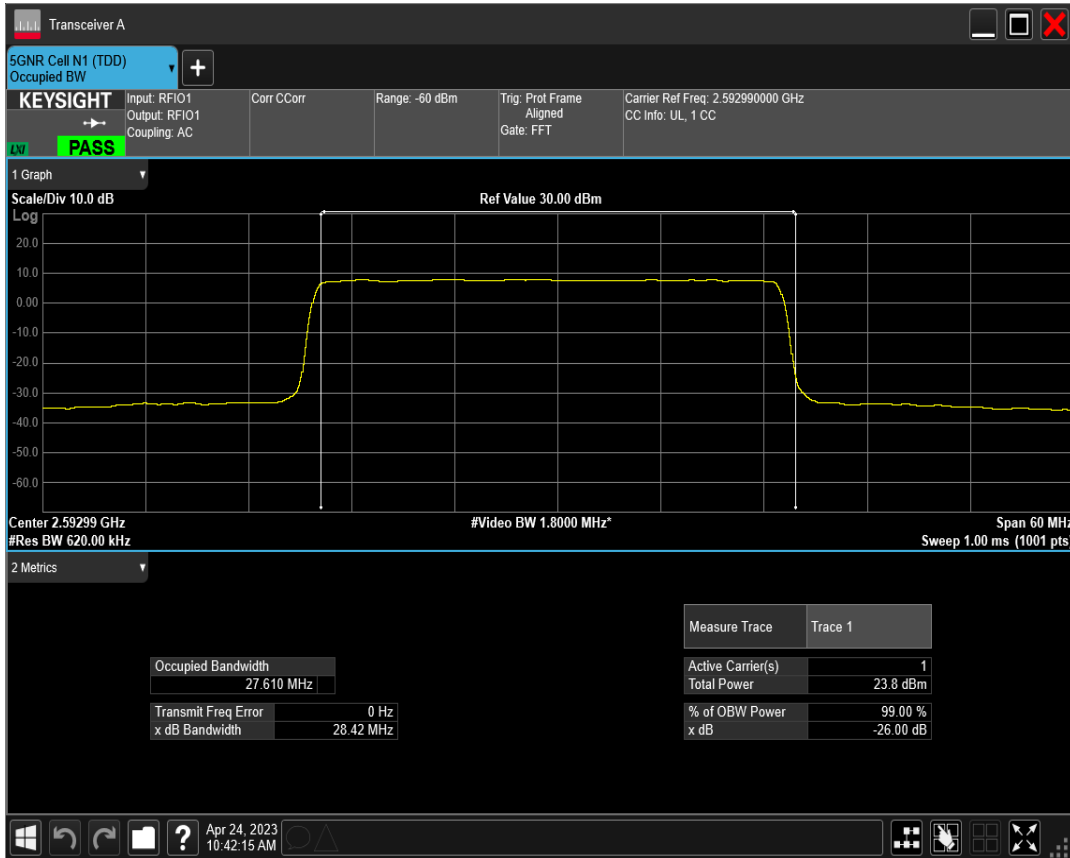 Transceiver A
5GNR Cell N1 (TDD)
Occupied BW
+
KEYSIGHT
LXI
PASS
Input: RFIO1
Output: RFIO1
Coupling: AC
Corr CCorr
Range: -60 dBm
Trig: Prot Frame
Aligned
Gate: FFT
Carrier Ref Freq: 2.592990000 GHz
CC Info: UL, 1 CC
1 Graph
Scale/Div 10.0 dB
Ref Value 30.00 dBm
Log
20.0
10.0
0.00
-10.0
-20.0
-30.0
-40.0
-50.0
-60.0
Center 2.59299 GHz
#Video BW 1.8000 MHz*
Span 60 MHz
#Res BW 620.00 kHz
Sweep 1.00 ms (1001 pts)
2 Metrics
Measure Trace Trace 1
Occupied Bandwidth
27.610 MHz
Active Carrier(s) 1
Total Power 23.8 dBm
Transmit Freq Error 0 Hz
x dB Bandwidth 28.42 MHz
% of OBW Power 99.00 %
x dB -26.00 dB
?
Apr 24, 2023
10:42:15 AM